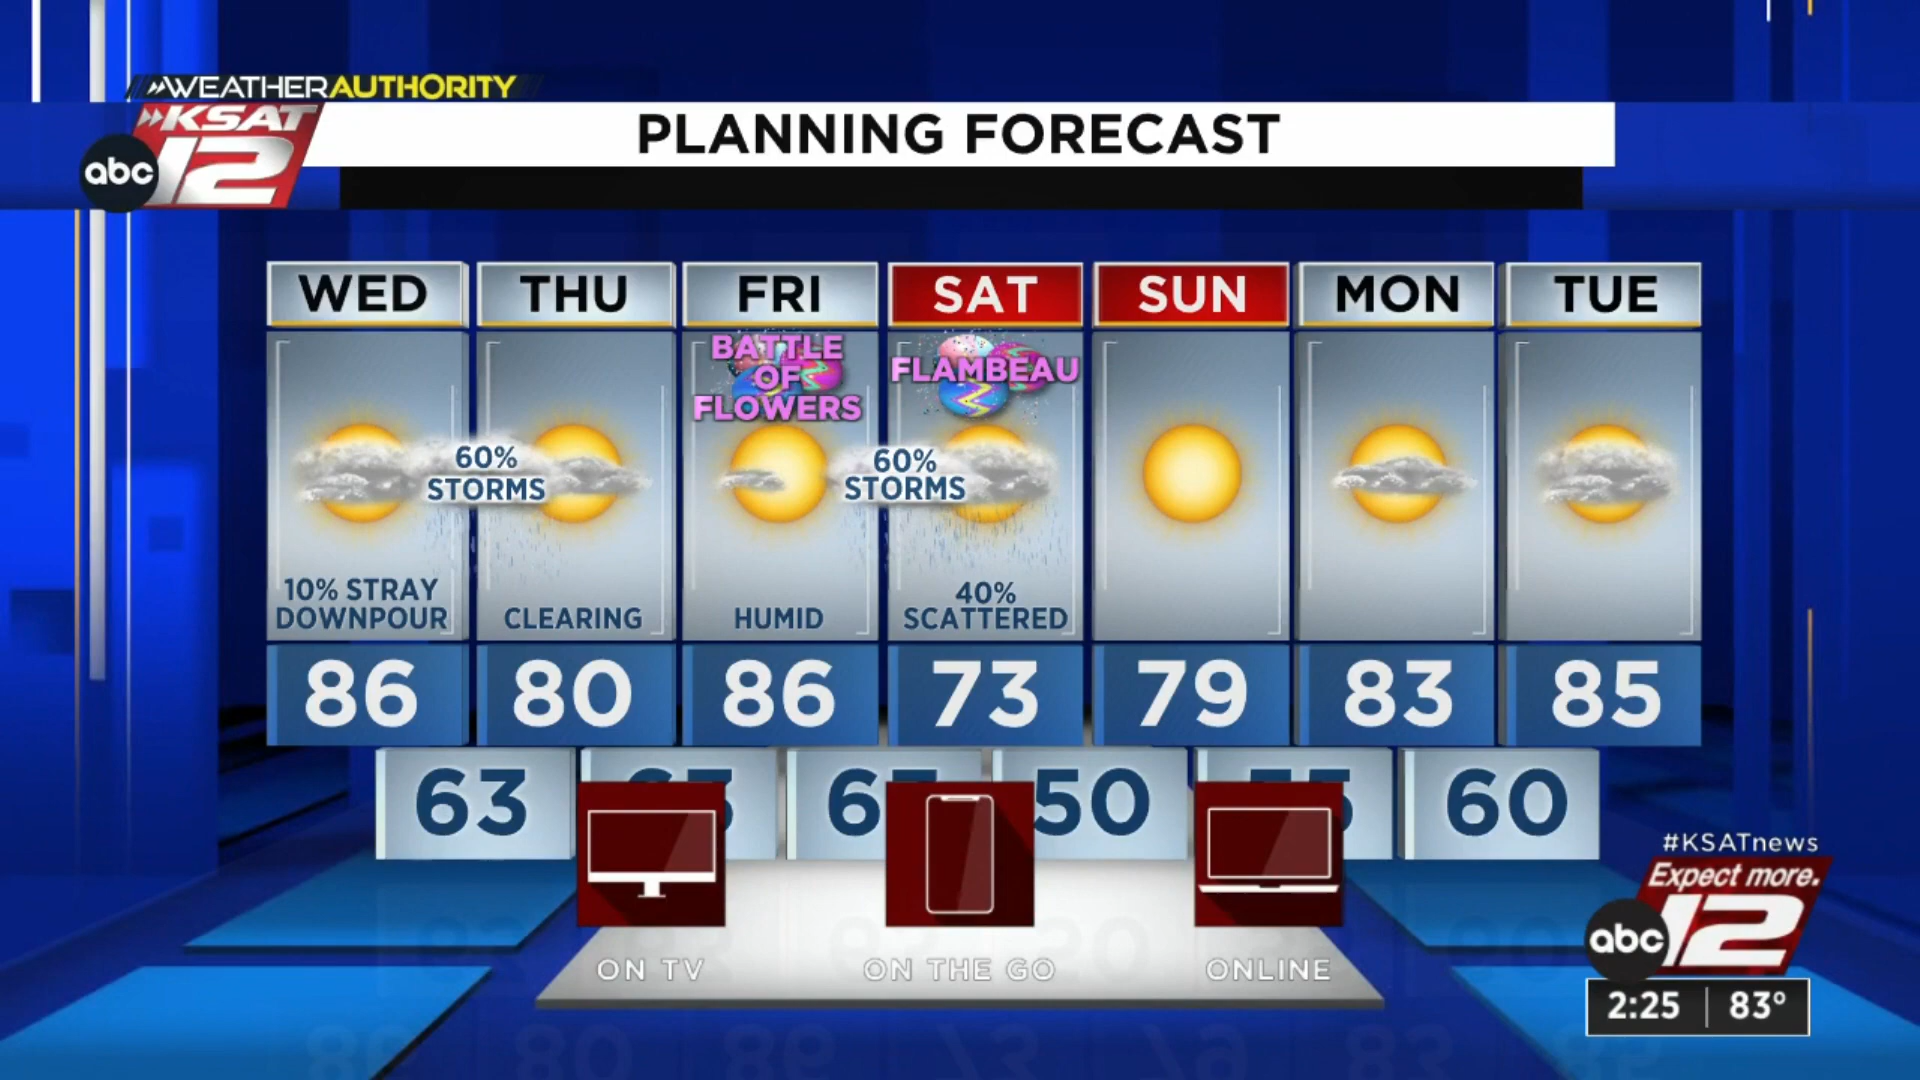 WEATHERAUTHORITY
KSAT
abc 12
PLANNING FORECAST
WED THU FRI SAT SUN MON TUE
BATTLE
OF
FLOWERS
FLAMBEAU
60%
STORMS
60%
STORMS
10% STRAY
DOWNPOUR
CLEARING
HUMID
40%
SCATTERED
86 80 86 73 79 83 85
63 50 60
ON TV
ON THE GO
ONLINE
#KSATnews
Expect more.
abc 12
2:25 83°